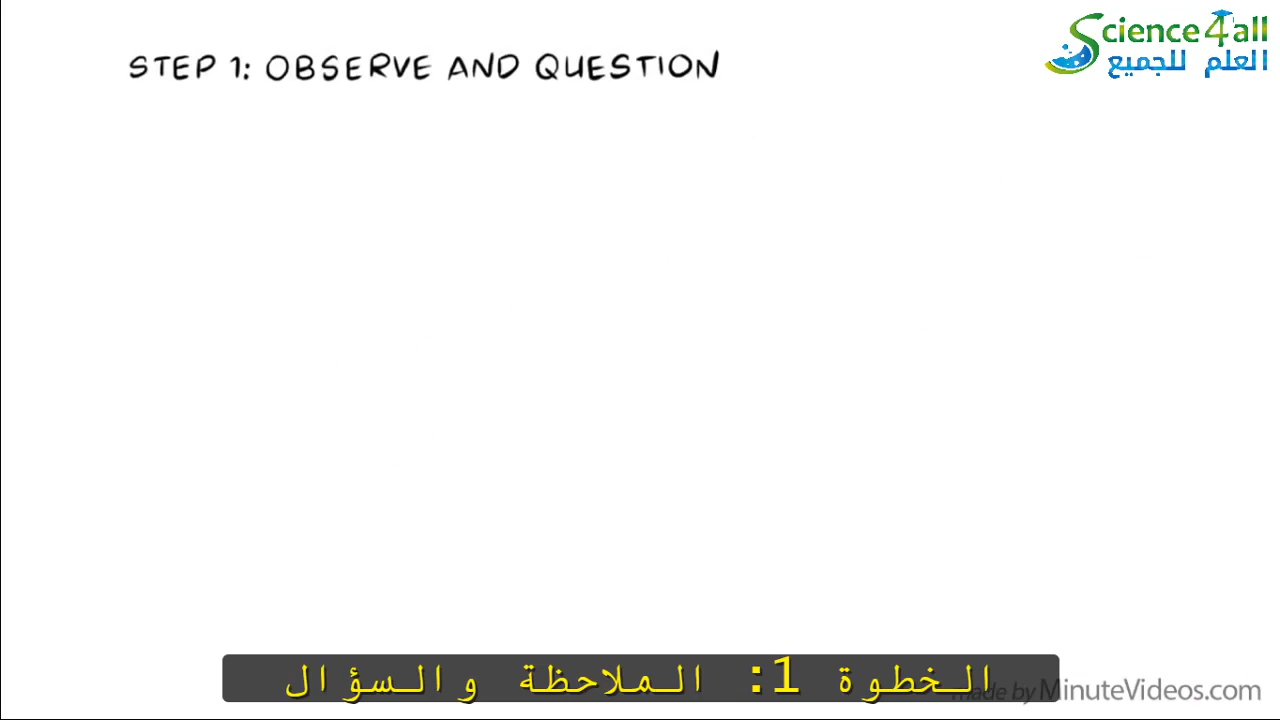 Science4all
العلم للجميع
STEP 1: OBSERVE AND QUESTION
الخطوة 1: الملاحظة والسؤال
made by MinuteVideos.com